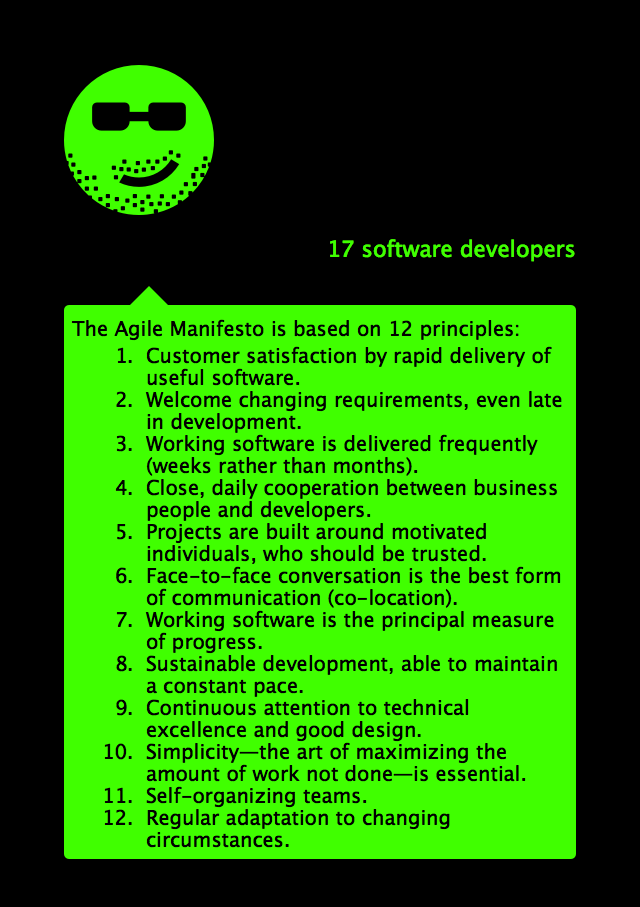 17 software developers
The Agile Manifesto is based on 12 principles:
1. Customer satisfaction by rapid delivery of
useful software.
2. Welcome changing requirements, even late
in development.
3. Working software is delivered frequently
(weeks rather than months).
4. Close, daily cooperation between business
people and developers.
5. Projects are built around motivated
individuals, who should be trusted.
6. Face-to-face conversation is the best form
of communication (co-location).
7. Working software is the principal measure
of progress.
8. Sustainable development, able to maintain
a constant pace.
9. Continuous attention to technical
excellence and good design.
10. Simplicity—the art of maximizing the
amount of work not done—is essential.
11. Self-organizing teams.
12. Regular adaptation to changing
circumstances.